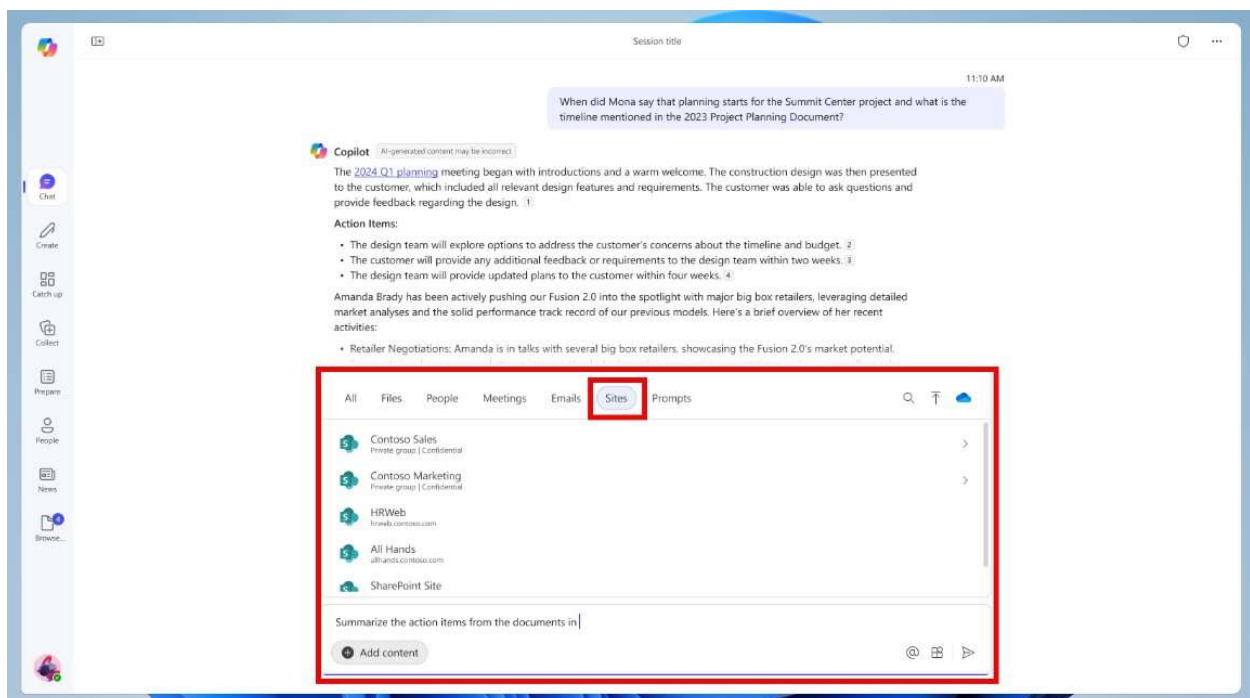 Session title
11:10 AM
When did Mona say that planning starts for the Summit Center project and what is the
timeline mentioned in the 2023 Project Planning Document?
Copilot AI-generated content may be incorrect
The 2024 Q1 planning meeting began with introductions and a warm welcome. The construction design was then presented
to the customer, which included all relevant design features and requirements. The customer was able to ask questions and
provide feedback regarding the design. 1
Action Items:
• The design team will explore options to address the customer's concerns about the timeline and budget. 2
• The customer will provide any additional feedback or requirements to the design team within two weeks. 3
• The design team will provide updated plans to the customer within four weeks. 4
Amanda Brady has been actively pushing our Fusion 2.0 into the spotlight with major big box retailers, leveraging detailed
market analyses and the solid performance track record of our previous models. Here's a brief overview of her recent
activities:
• Retailer Negotiations: Amanda is in talks with several big box retailers, showcasing the Fusion 2.0's market potential.
Chat
Create
Catch up
Collect
Prepare
People
News
4
Browse...
All Files People Meetings Emails Sites Prompts
Contoso Sales
Private group | Confidential
Contoso Marketing
Private group | Confidential
HRWeb
hrweb.contoso.com
All Hands
allhands.contoso.com
SharePoint Site
Summarize the action items from the documents in
Add content